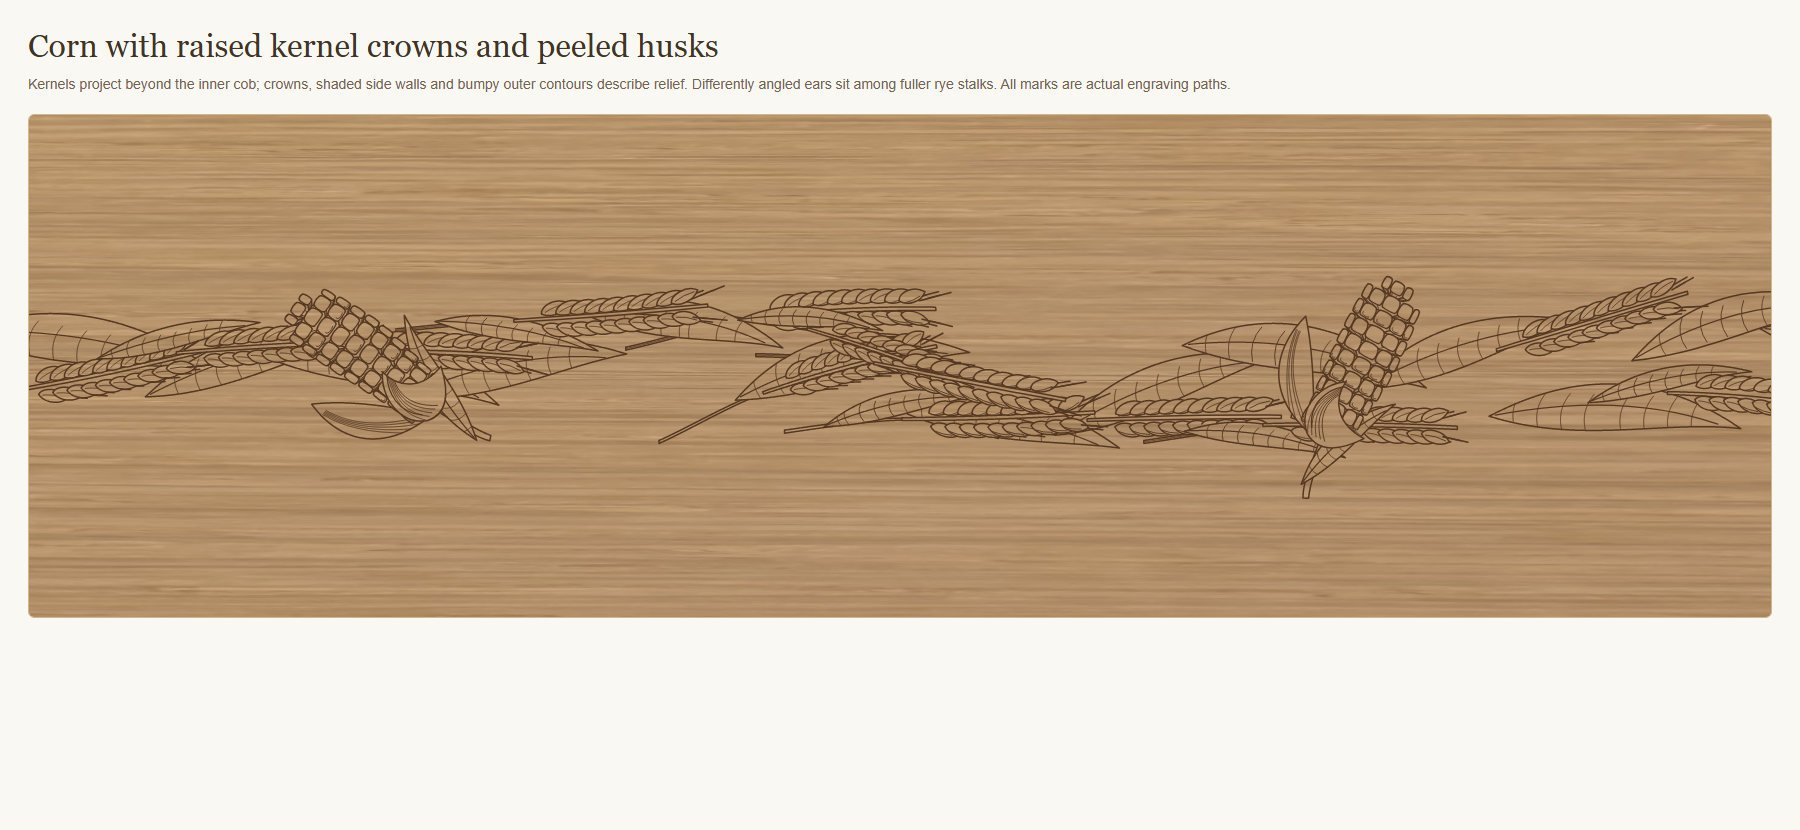 Corn with raised kernel crowns and peeled husks
Kernels project beyond the inner cob; crowns, shaded side walls and bumpy outer contours describe relief. Differently angled ears sit among fuller rye stalks. All marks are actual engraving paths.